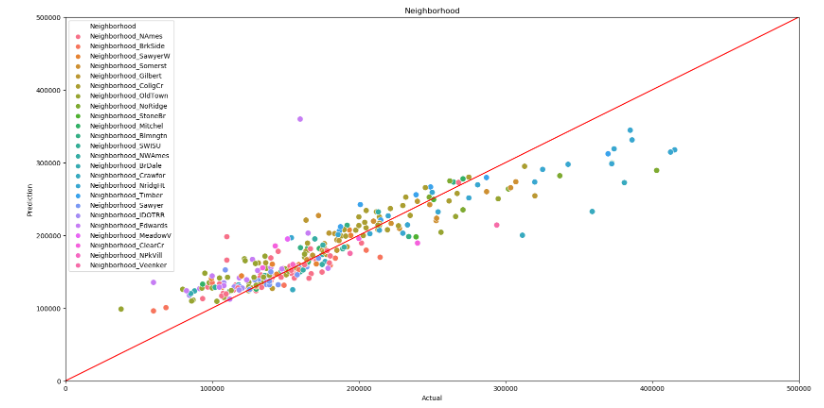 Neighborhood
500000
400000
300000
200000
100000
0
Prediction
Neighborhood
Neighborhood_NAmes
Neighborhood_BrkSide
Neighborhood_SawyerW
Neighborhood_Somerst
Neighborhood_Gilbert
Neighborhood_CollgCr
Neighborhood_OldTown
Neighborhood_NoRidge
Neighborhood_StoneBr
Neighborhood_Mitchel
Neighborhood_Blmngtn
Neighborhood_SWISU
Neighborhood_NWAmes
Neighborhood_BrDale
Neighborhood_Crawfor
Neighborhood_NridgHt
Neighborhood_Timber
Neighborhood_Sawyer
Neighborhood_IDOTRR
Neighborhood_Edwards
Neighborhood_MeadowV
Neighborhood_ClearCr
Neighborhood_NPkVill
Neighborhood_Veenker
0 100000 200000 300000 400000 500000
Actual